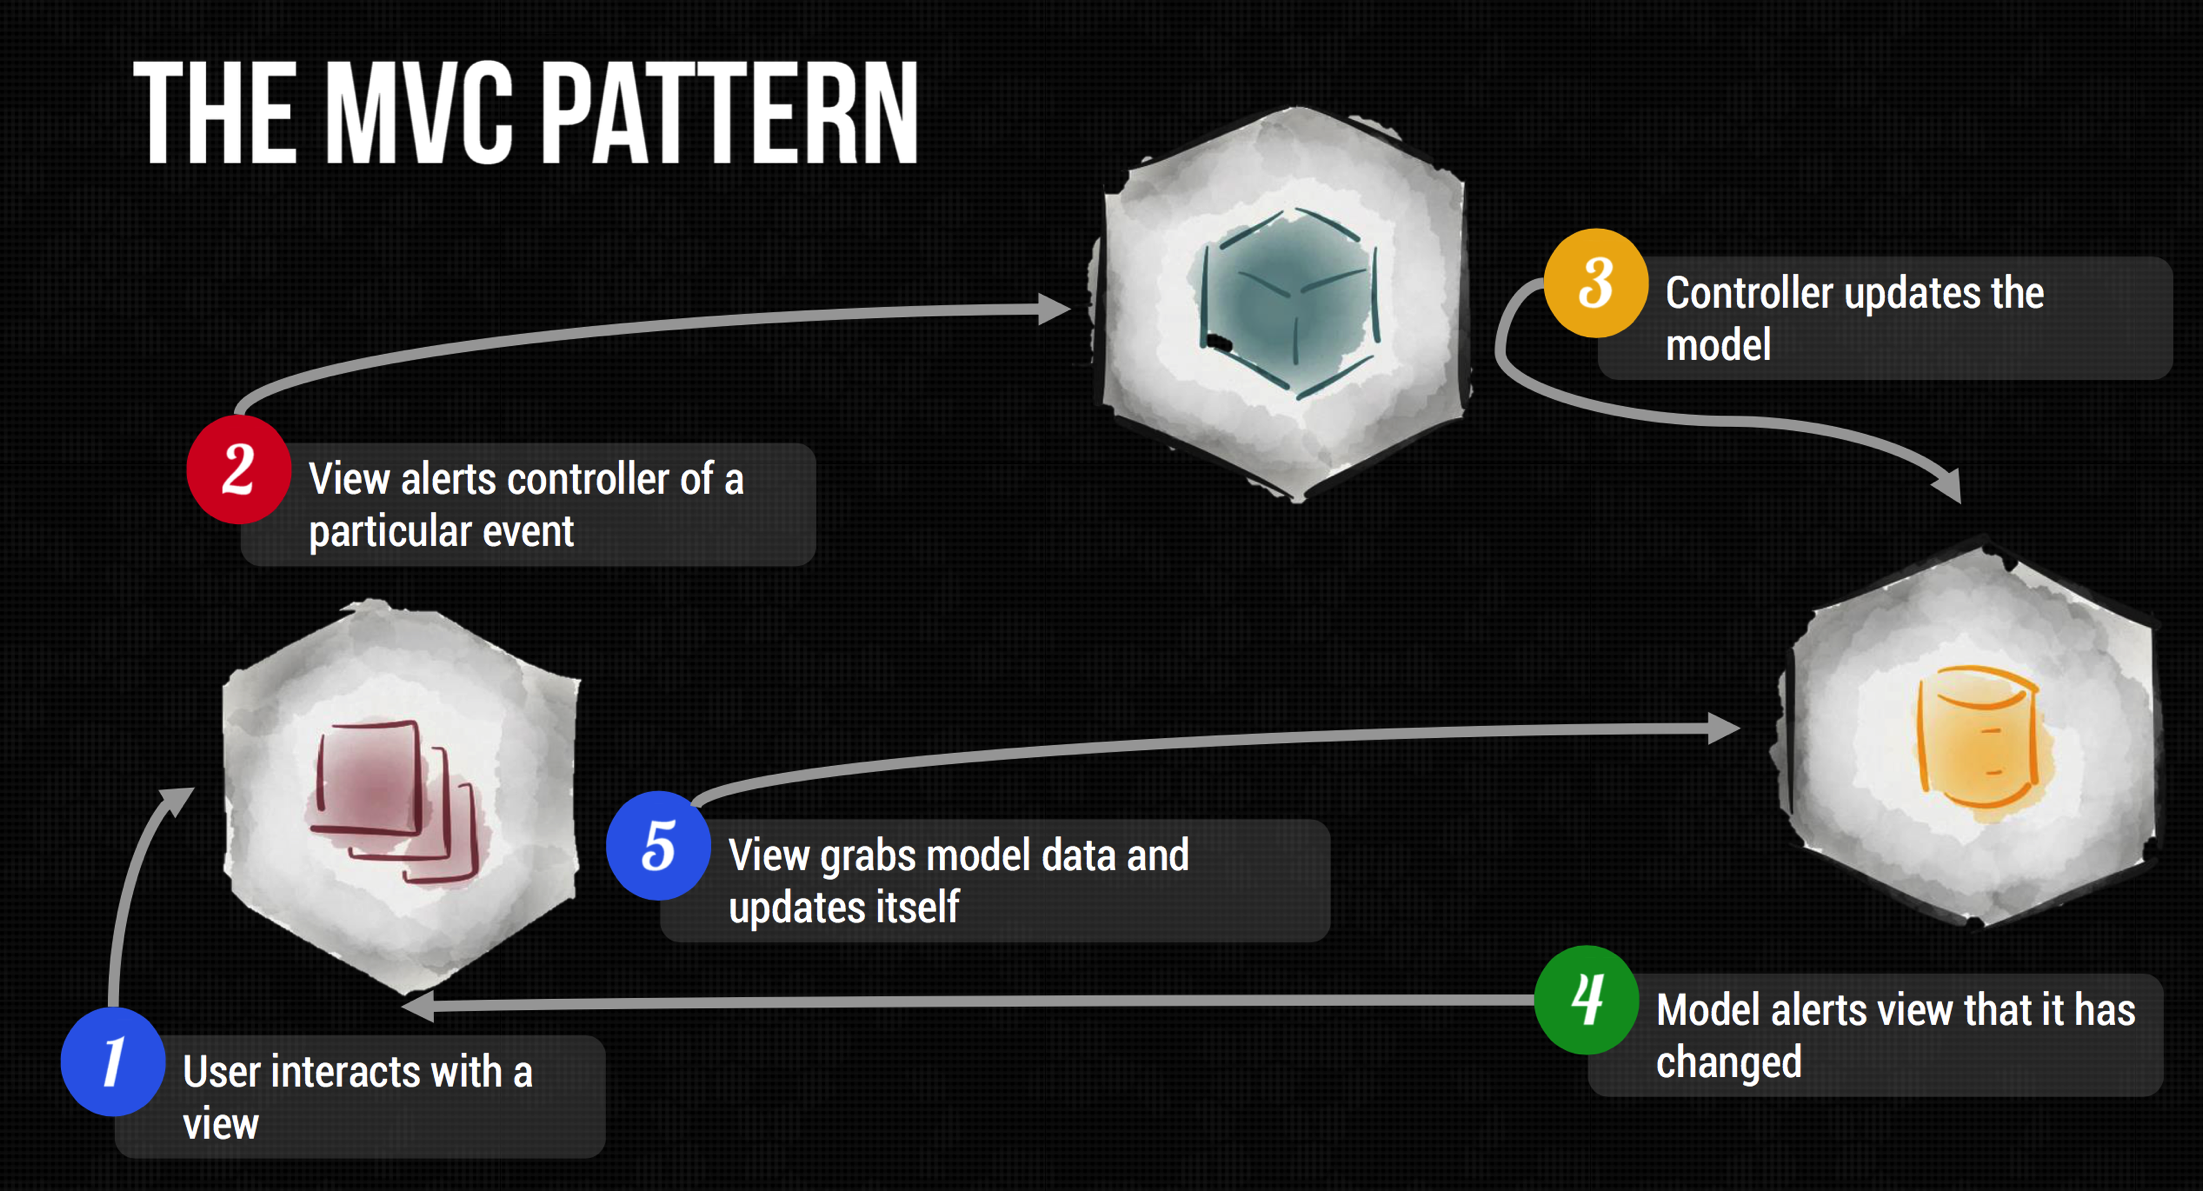 THE MVC PATTERN
3
Controller updates the
model
2
View alerts controller of a
particular event
5
View grabs model data and
updates itself
4
Model alerts view that it has
changed
1
User interacts with a
view